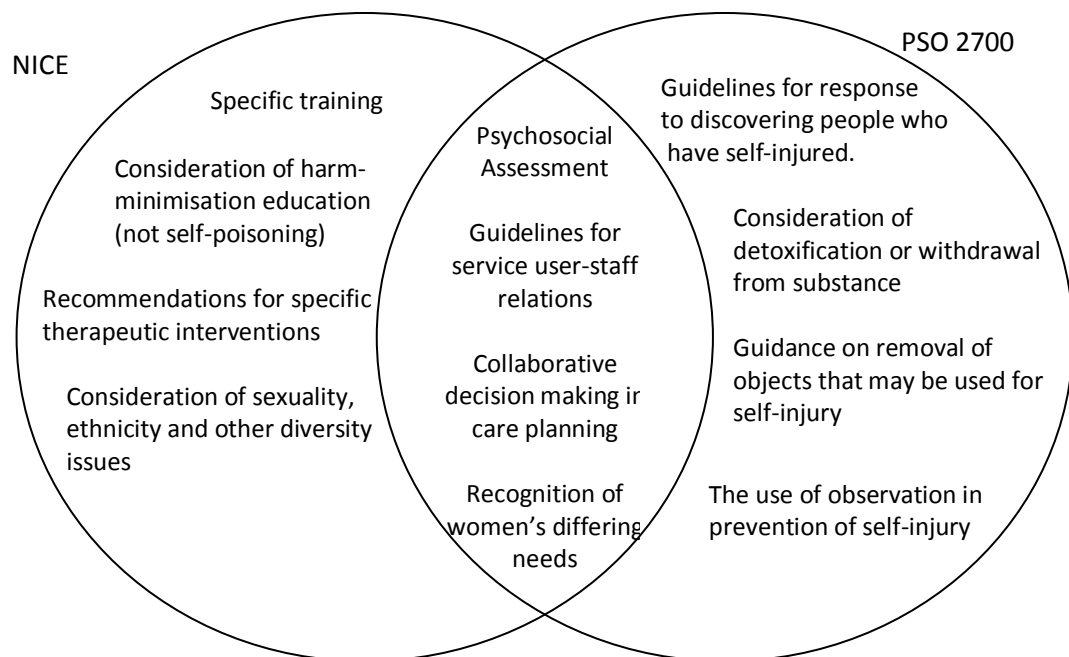 NICE
PSO 2700
Specific training
Consideration of harm-
minimisation education
(not self-poisoning)
Recommendations for specific
therapeutic interventions
Consideration of sexuality,
ethnicity and other diversity
issues
Psychosocial
Assessment
Guidelines for
service user-staff
relations
Collaborative
decision making in
care planning
Recognition of
women’s differing
needs
Guidelines for response
to discovering people who
have self-injured.
Consideration of
detoxification or withdrawal
from substance
Guidance on removal of
objects that may be used for
self-injury
The use of observation in
prevention of self-injury